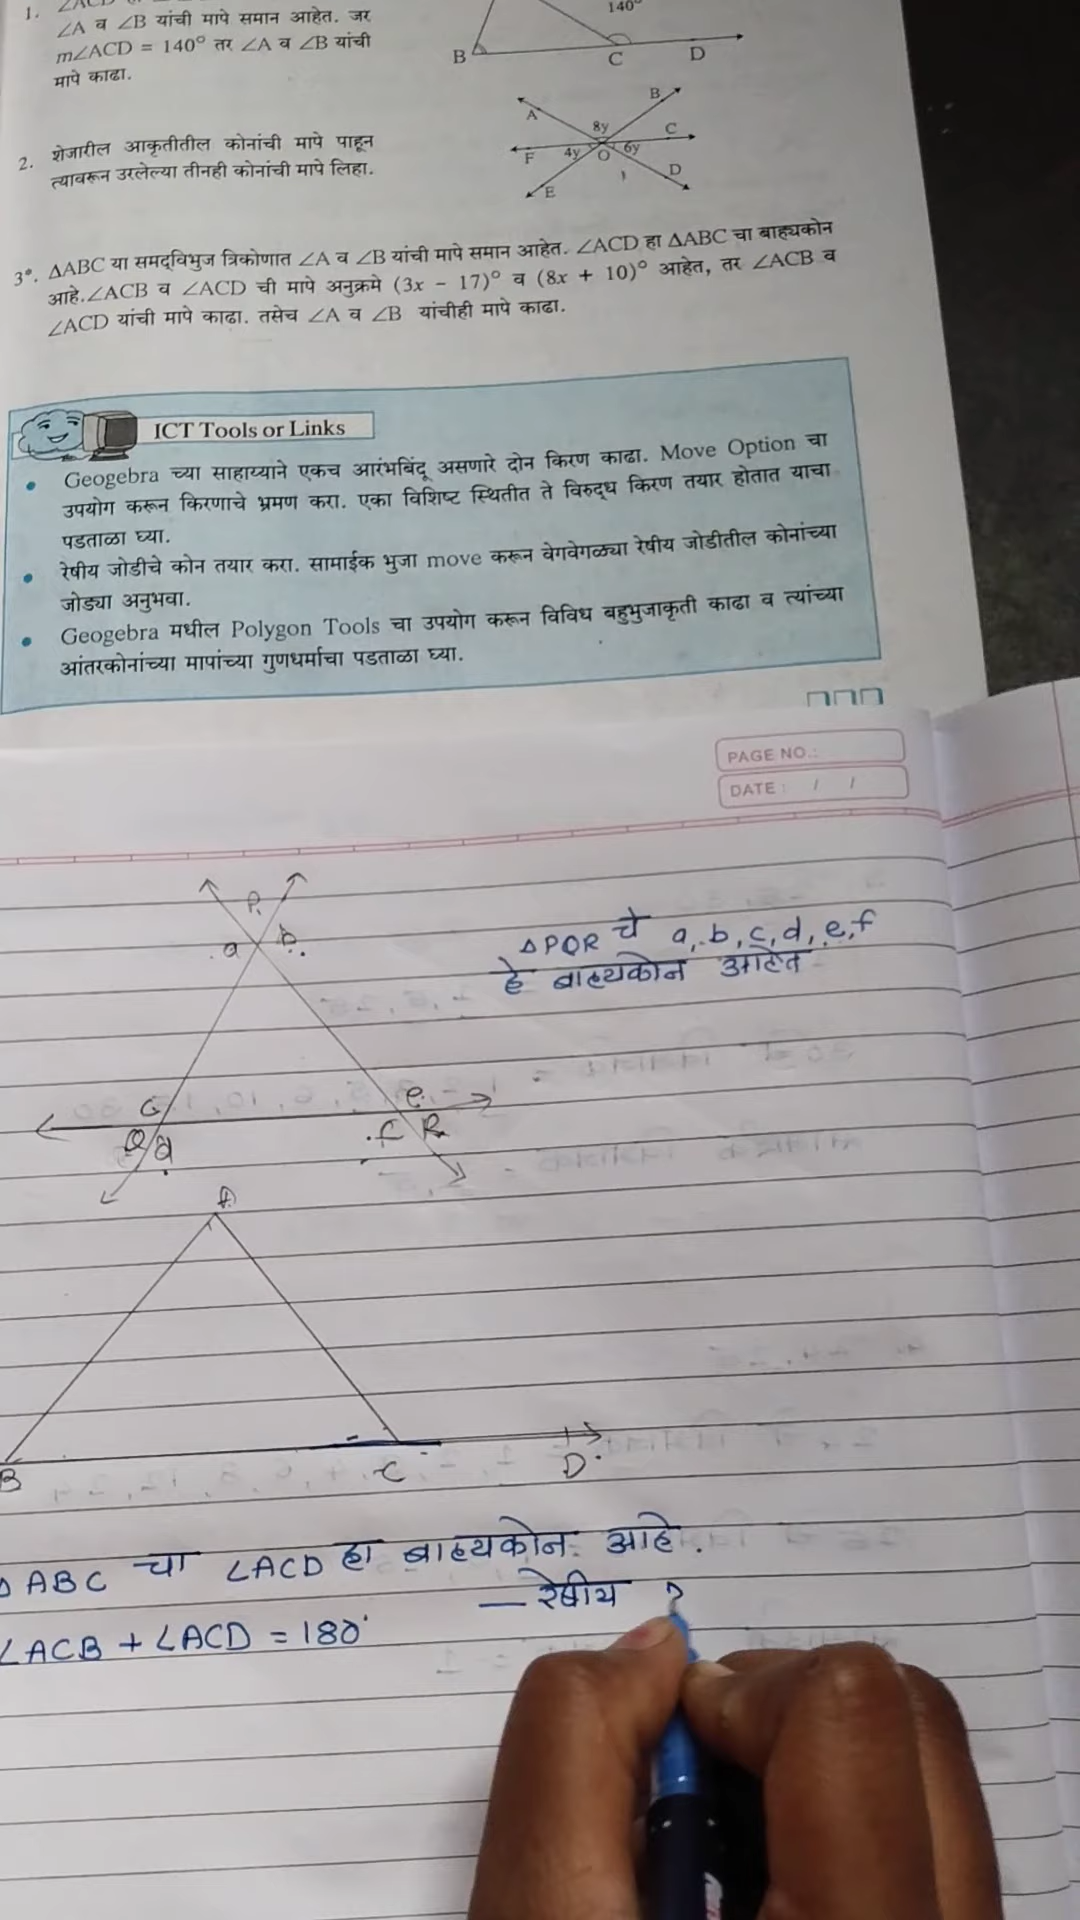 1.
∠A व ∠B यांची मापे समान आहेत. जर
m∠ACD = 140° तर ∠A व ∠B यांची
मापे काढा.
140°
B C D
2. शेजारील आकृतीतील कोनांची मापे पाहून
त्यावरून उरलेल्या तीनही कोनांची मापे लिहा.
A B
8y C
F 4y O 6y
E D
3*. ΔABC या समद्विभुज त्रिकोणात ∠A व ∠B यांची मापे समान आहेत. ∠ACD हा ΔABC चा बाह्यकोन
आहे.∠ACB व ∠ACD ची मापे अनुक्रमे (3x − 17)° व (8x + 10)° आहेत, तर ∠ACB व
∠ACD यांची मापे काढा. तसेच ∠A व ∠B यांचीही मापे काढा.
ICT Tools or Links
• Geogebra च्या साहाय्याने एकच आरंभबिंदू असणारे दोन किरण काढा. Move Option चा
उपयोग करून किरणाचे भ्रमण करा. एका विशिष्ट स्थितीत ते विरुद्ध किरण तयार होतात याचा
पडताळा घ्या.
• रेषीय जोडीचे कोन तयार करा. सामाईक भुजा move करून वेगवेगळ्या रेषीय जोडीतील कोनांच्या
जोड्या अनुभवा.
• Geogebra मधील Polygon Tools चा उपयोग करून विविध बहुभुजाकृती काढा व त्यांच्या
आंतरकोनांच्या मापांच्या गुणधर्माचा पडताळा घ्या.
PAGE NO.:
DATE : / /
P
a b
ΔPQR चे a, b, c, d, e, f
हे बाह्यकोन आहेत
c e
Q d f R
A
B C D
Δ ABC चा ∠ACD हा बाह्यकोन आहे.
— रेषीय
∠ACB + ∠ACD = 180°